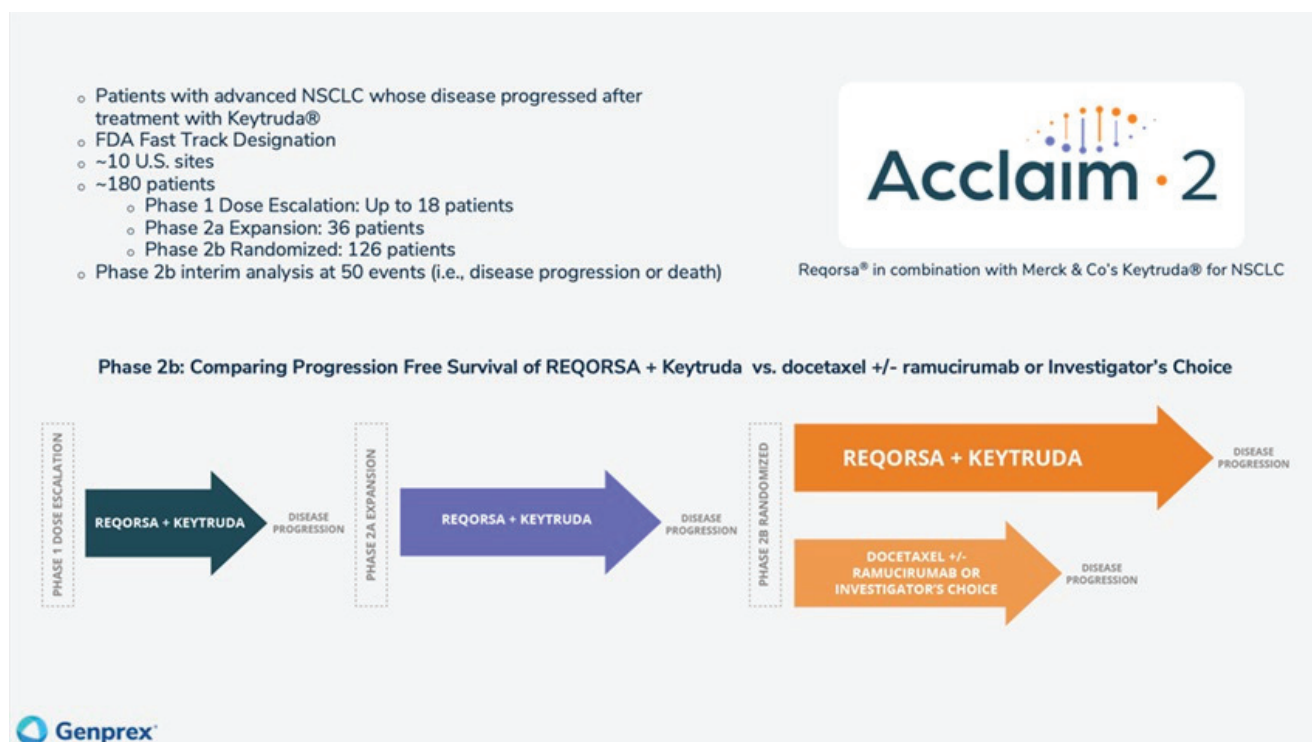 ○ Patients with advanced NSCLC whose disease progressed after
treatment with Keytruda®
○ FDA Fast Track Designation
○ ~10 U.S. sites
○ ~180 patients
○ Phase 1 Dose Escalation: Up to 18 patients
○ Phase 2a Expansion: 36 patients
○ Phase 2b Randomized: 126 patients
○ Phase 2b interim analysis at 50 events (i.e., disease progression or death)
Acclaim · 2
Reqorsa® in combination with Merck & Co's Keytruda® for NSCLC
Phase 2b: Comparing Progression Free Survival of REQORSA + Keytruda vs. docetaxel +/- ramucirumab or Investigator's Choice
PHASE 1 DOSE ESCALATION
REQORSA + KEYTRUDA
DISEASE
PROGRESSION
PHASE 2A EXPANSION
REQORSA + KEYTRUDA
DISEASE
PROGRESSION
PHASE 2B RANDOMIZED
REQORSA + KEYTRUDA
DISEASE
PROGRESSION
DOCETAXEL +/-
RAMUCIRUMAB OR
INVESTIGATOR'S CHOICE
DISEASE
PROGRESSION
Genprex